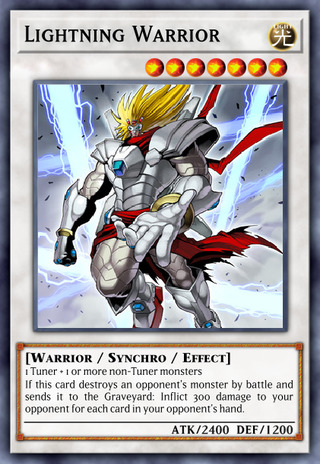 Lightning Warrior
LIGHT
光
[Warrior / Synchro / Effect]
1 Tuner + 1 or more non-Tuner monsters
If this card destroys an opponent's monster by battle and
sends it to the Graveyard: Inflict 300 damage to your
opponent for each card in your opponent's hand.
ATK/2400 DEF/1200